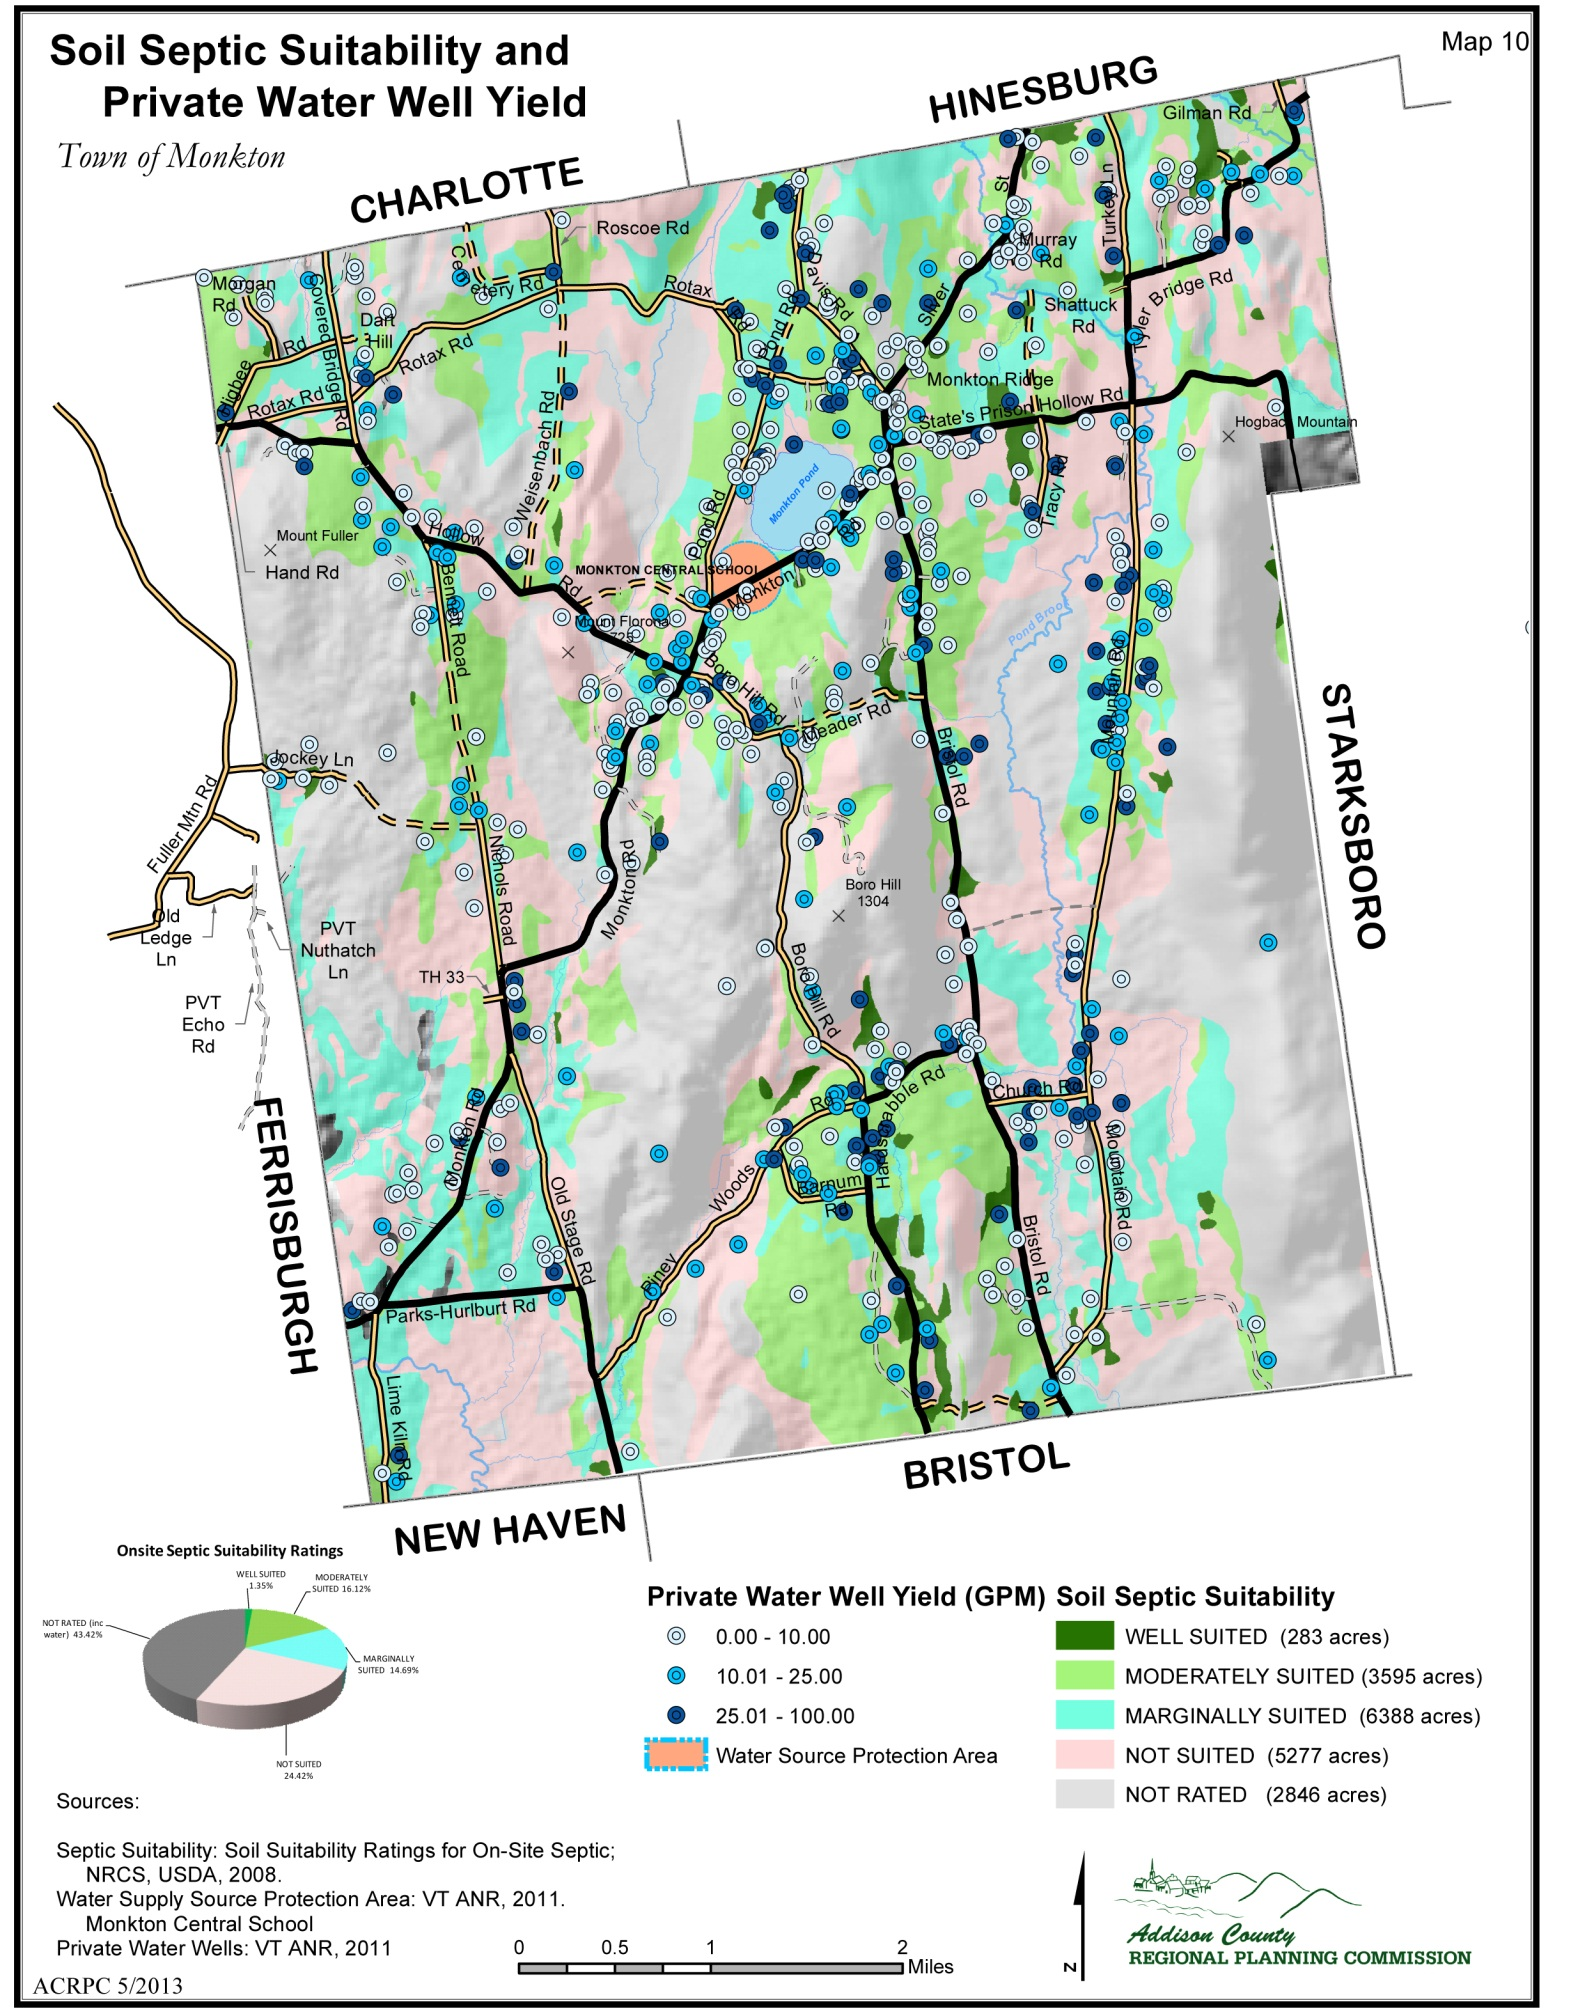 Soil Septic Suitability and
Private Water Well Yield
Town of Monkton
Map 10
HINESBURG
CHARLOTTE
Gilman Rd
Roscoe Rd
St
Turkey Ln
Murray
Rd
Cemetery Rd
Morgan
Rd
Covered Bridge Rd
Dart
Hill
Rd
Rotax
Rd
Davis Rd
Pond Rd
Silver
Shattuck
Rd
Tyler Bridge Rd
Higbee
Rotax Rd
Rotax Rd
Monkton Ridge
State's Prison Hollow Rd
Hogback Mountain
Weisenbach Rd
Monkton Pond
Tracy Rd
Pond Rd
Mount Fuller
Hand Rd
Hollow
Rd
MONKTON CENTRAL SCHOOL
Monkton
Rd
Bennett Road
Mount Florona
725
Pond Brook
Boro Hill Rd
Meader Rd
Mountain Rd
STARKSBORO
Jockey Ln
Bristol Rd
Fuller Mtn Rd
Nichols Road
Monkton Rd
Boro Hill
1304
Old
Ledge
Ln
PVT
Nuthatch
Ln
TH 33
Boro Hill Rd
PVT
Echo
Rd
FERRISBURGH
Monkton Rd
Church Rd
Rd
Hardscrabble Rd
Mountain Rd
Woods
Barnum
Rd
Old Stage Rd
Bristol Rd
Piney
Parks-Hurlburt Rd
Lime Kiln Rd
BRISTOL
NEW HAVEN
Onsite Septic Suitability Ratings
WELL SUITED
1.35%
MODERATELY
SUITED 16.12%
NOT RATED (inc
water) 43.42%
MARGINALLY
SUITED 14.69%
NOT SUITED
24.42%
Private Water Well Yield (GPM)
0.00 - 10.00
10.01 - 25.00
25.01 - 100.00
Water Source Protection Area
Soil Septic Suitability
WELL SUITED (283 acres)
MODERATELY SUITED (3595 acres)
MARGINALLY SUITED (6388 acres)
NOT SUITED (5277 acres)
NOT RATED (2846 acres)
Sources:
Septic Suitability: Soil Suitability Ratings for On-Site Septic;
NRCS, USDA, 2008.
Water Supply Source Protection Area: VT ANR, 2011.
Monkton Central School
Private Water Wells: VT ANR, 2011
ACRPC 5/2013
0 0.5 1 2
Miles
N
Addison County
REGIONAL PLANNING COMMISSION